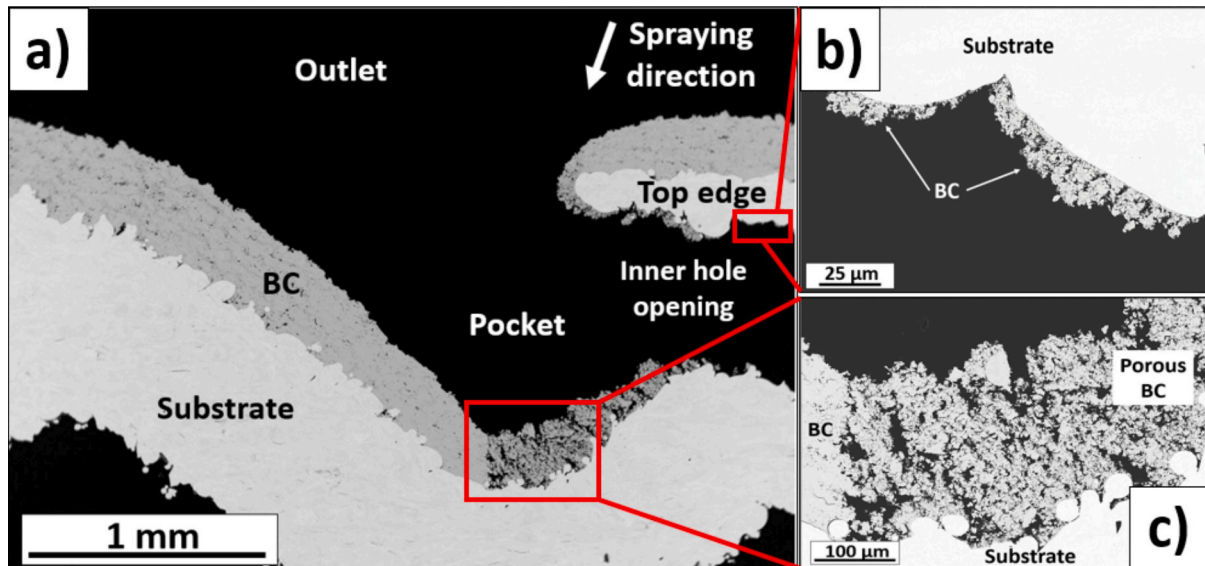 a)
Outlet
Spraying
direction
Top edge
Inner hole
opening
BC
Pocket
Substrate
1 mm
b)
Substrate
BC
25 µm
Porous
BC
BC
100 µm
Substrate
c)